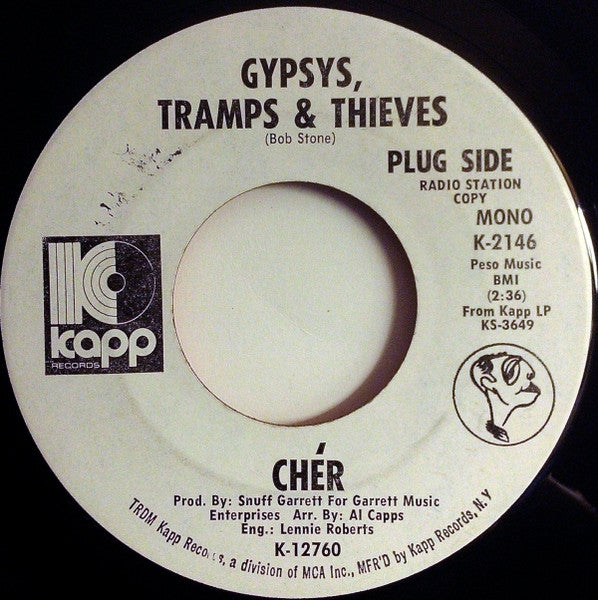 GYPSYS,
TRAMPS & THIEVES
(Bob Stone)
PLUG SIDE
RADIO STATION
COPY
MONO
K-2146
Peso Music
BMI
(2:36)
From Kapp LP
KS-3649
K
kapp
RECORDS
CHÉR
Prod. By: Snuff Garrett For Garrett Music
Enterprises Arr. By: Al Capps
Eng.: Lennie Roberts
K-12760
TRDM Kapp Records, a division of MCA Inc., MFR'D by Kapp Records, N.Y